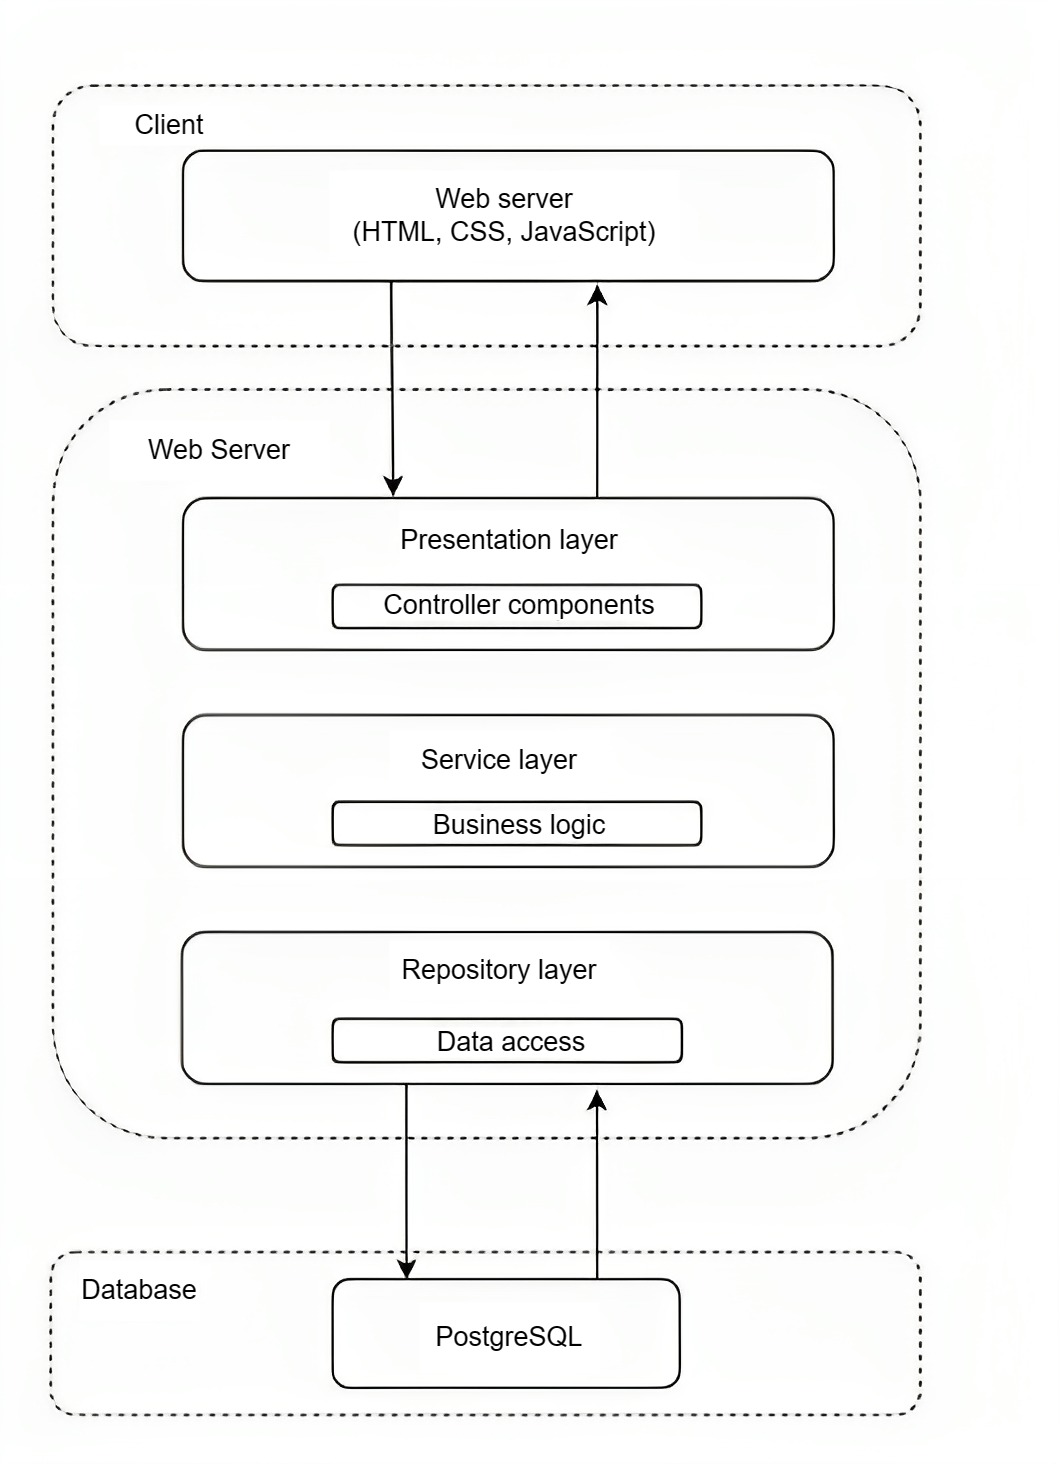 Client
Web server
(HTML, CSS, JavaScript)
Web Server
Presentation layer
Controller components
Service layer
Business logic
Repository layer
Data access
Database
PostgreSQL